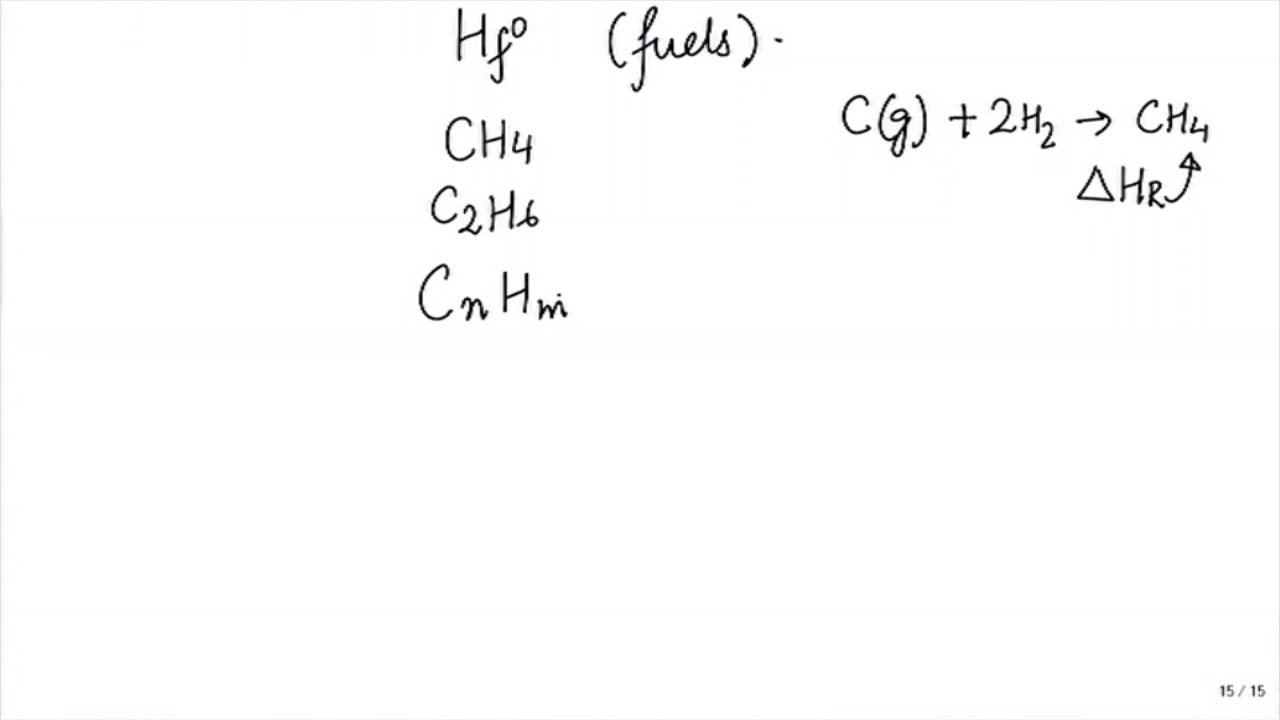 Hf° (fuels).
C(g) + 2H₂ → CH₄
CH₄
ΔHR
C₂H₆
CₙHₘ
15 / 15